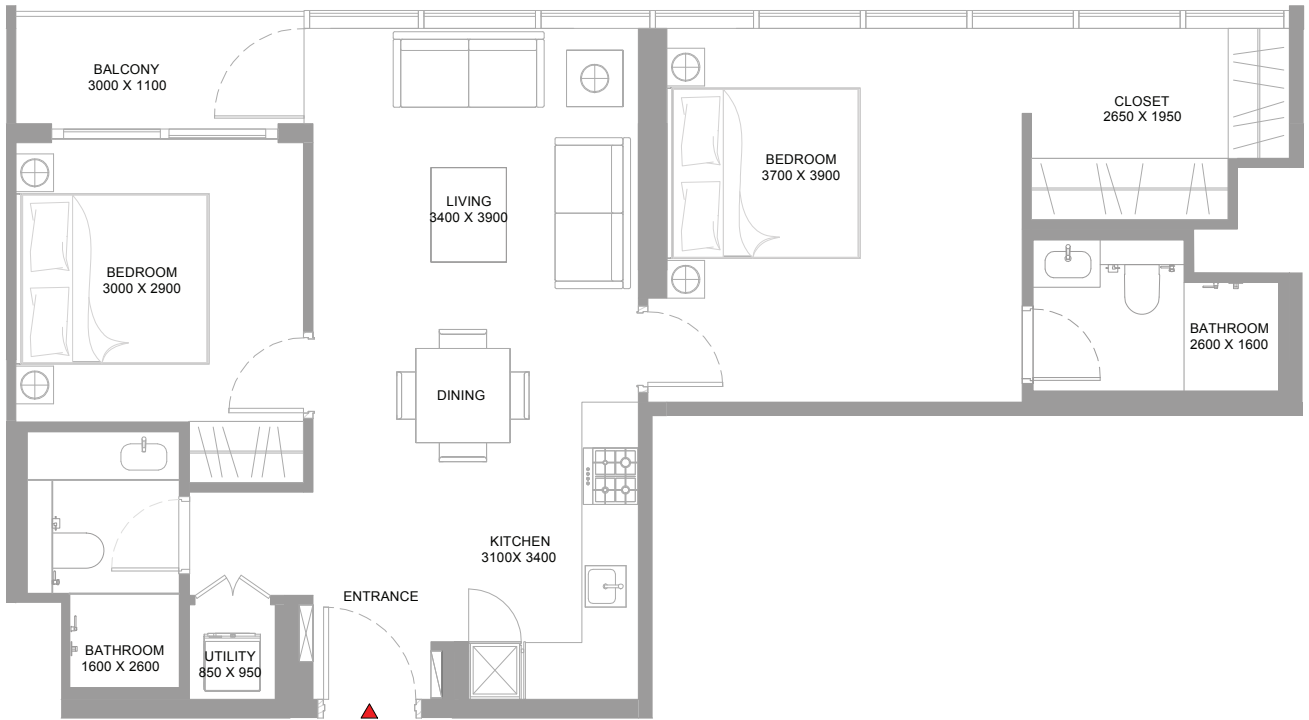 BALCONY
3000 X 1100
CLOSET
2650 X 1950
BEDROOM
3700 X 3900
LIVING
3400 X 3900
BEDROOM
3000 X 2900
BATHROOM
2600 X 1600
DINING
KITCHEN
3100X 3400
ENTRANCE
BATHROOM
1600 X 2600
UTILITY
850 X 950